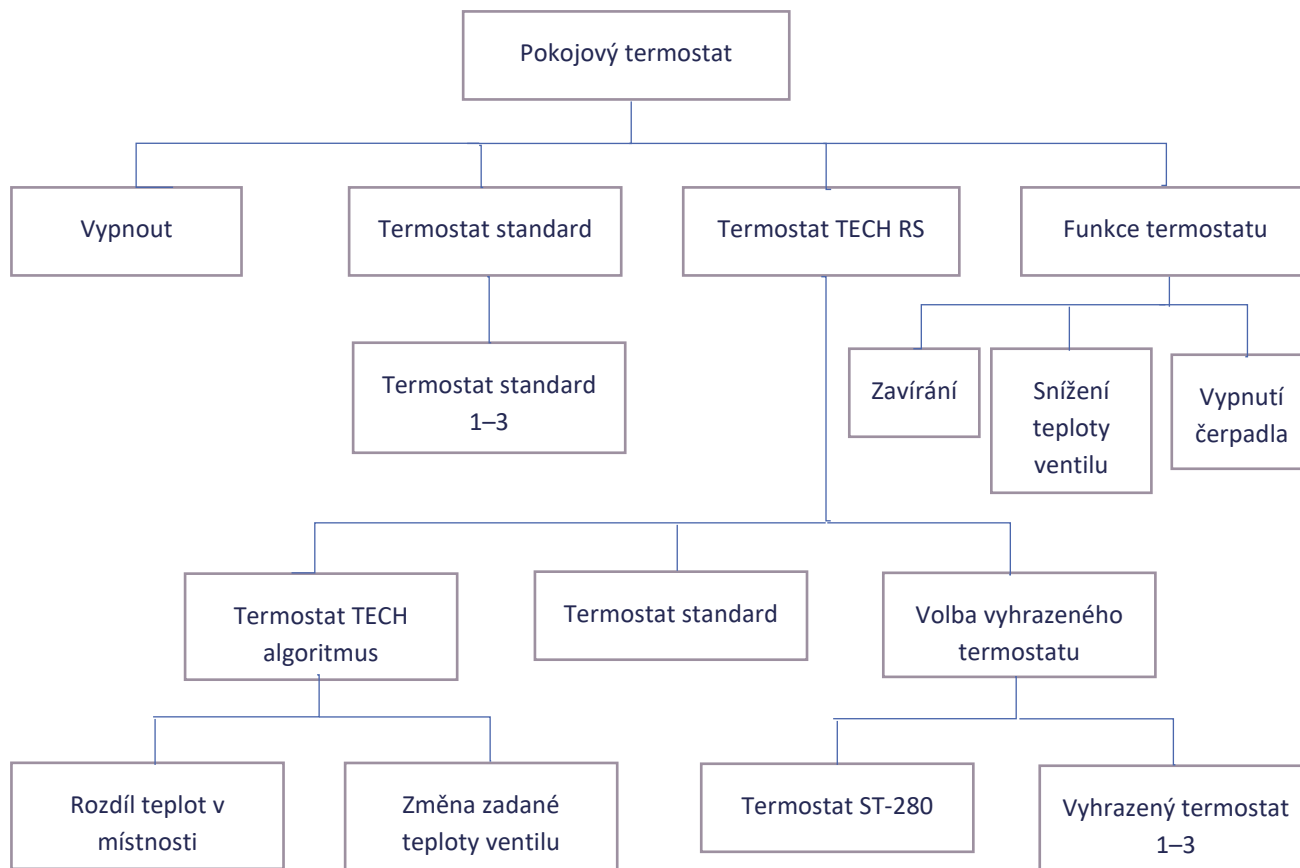 Pokojový termostat
Vypnout
Termostat standard
Termostat TECH RS
Funkce termostatu
Termostat standard
1–3
Zavírání
Snížení
teploty
ventilu
Vypnutí
čerpadla
Termostat TECH
algoritmus
Termostat standard
Volba vyhrazeného
termostatu
Rozdíl teplot v
místnosti
Změna zadané
teploty ventilu
Termostat ST-280
Vyhrazený termostat
1–3